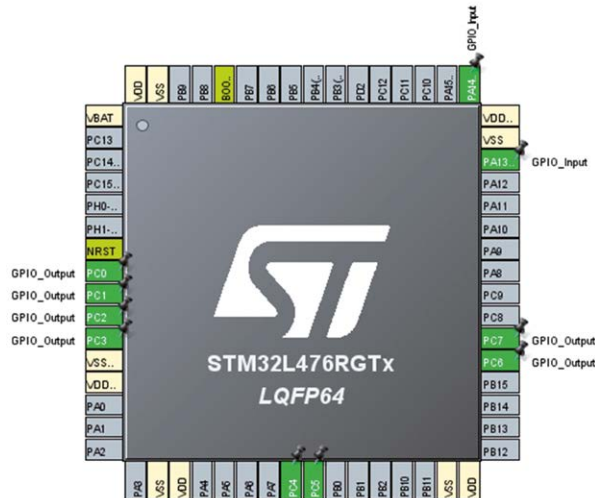 GPIO_Input
VDD
VSS
PB9
PB8
BOO..
PB7
PB6
PB5
PB4(..
PB3(..
PD2
PC12
PC11
PC10
PA15..
PA14..
VBAT
PC13
PC14..
PC15..
PH0-..
PH1-..
NRST
GPIO_Output PC0
GPIO_Output PC1
GPIO_Output PC2
GPIO_Output PC3
VSS..
VDD..
PA0
PA1
PA2
ST
STM32L476RGTx
LQFP64
VDD..
VSS
PA13.. GPIO_Input
PA12
PA11
PA10
PA9
PA8
PC9
PC8
PC7 GPIO_Output
PC6 GPIO_Output
PB15
PB14
PB13
PB12
PA3
VSS
VDD
PA4
PA5
PA6
PA7
PC4
PC5
PB0
PB1
PB2
PB10
PB11
VSS
VDD